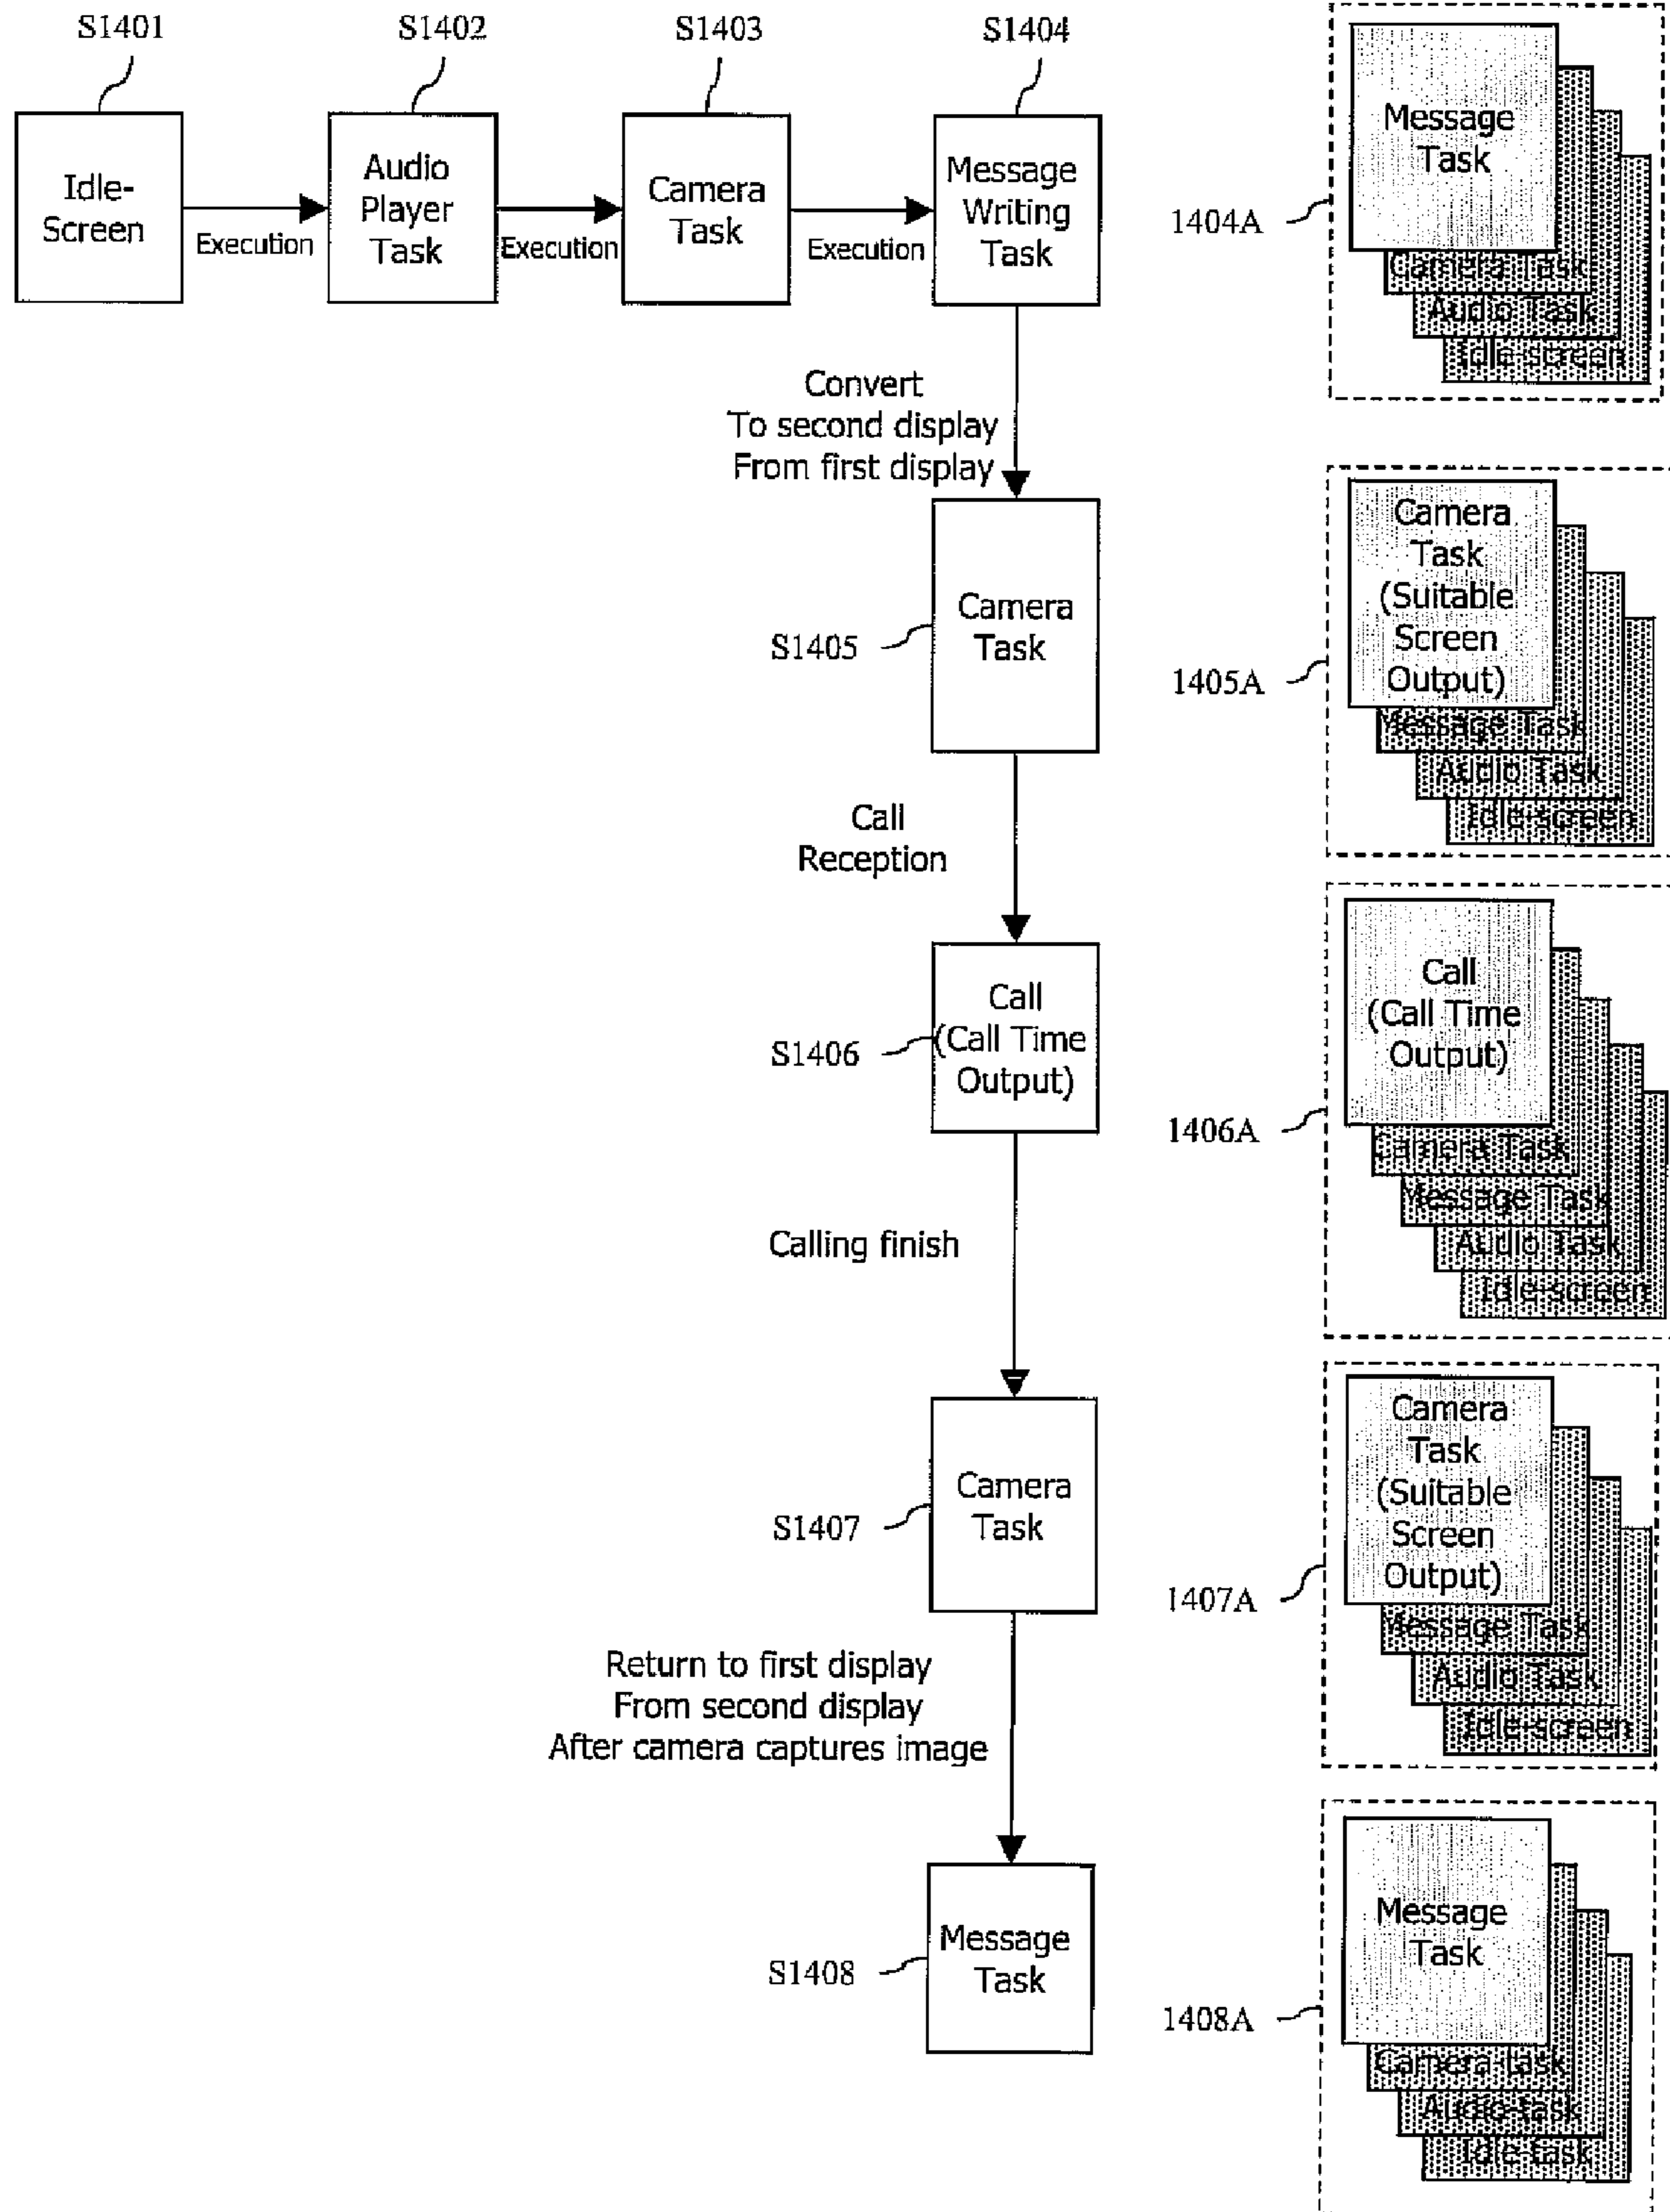 S1401
S1402
S1403
S1404
Idle-
Screen
Execution
Audio
Player
Task
Execution
Camera
Task
Execution
Message
Writing
Task
1404A
Message
Task
Camera Task
Audio Task
Idle-screen
Convert
To second display
From first display
S1405
Camera
Task
1405A
Camera
Task
(Suitable
Screen
Output)
Message Task
Audio Task
Idle-screen
Call
Reception
S1406
Call
(Call Time
Output)
1406A
Call
(Call Time
Output)
Camera Task
Message Task
Audio Task
Idle-screen
Calling finish
S1407
Camera
Task
1407A
Camera
Task
(Suitable
Screen
Output)
Message Task
Audio Task
Idle-screen
Return to first display
From second display
After camera captures image
S1408
Message
Task
1408A
Message
Task
Camera-task
Audio-task
Idle-task